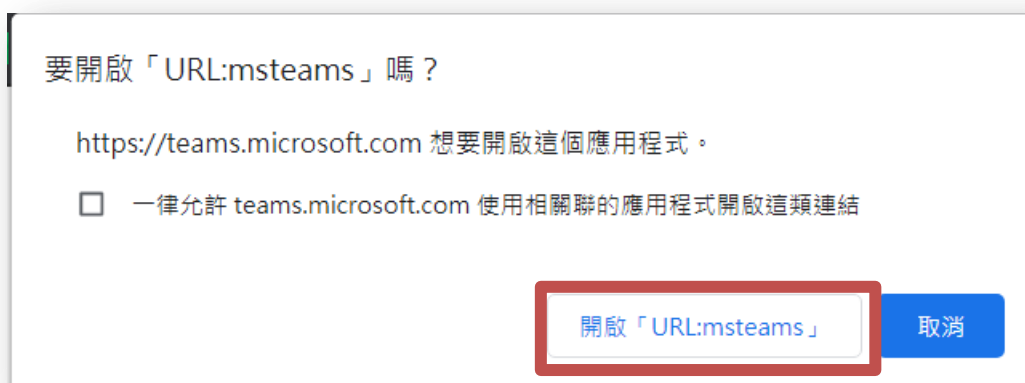 要開啟「URL:msteams」嗎？
https://teams.microsoft.com 想要開啟這個應用程式。
一律允許 teams.microsoft.com 使用相關聯的應用程式開啟這類連結
開啟「URL:msteams」 取消